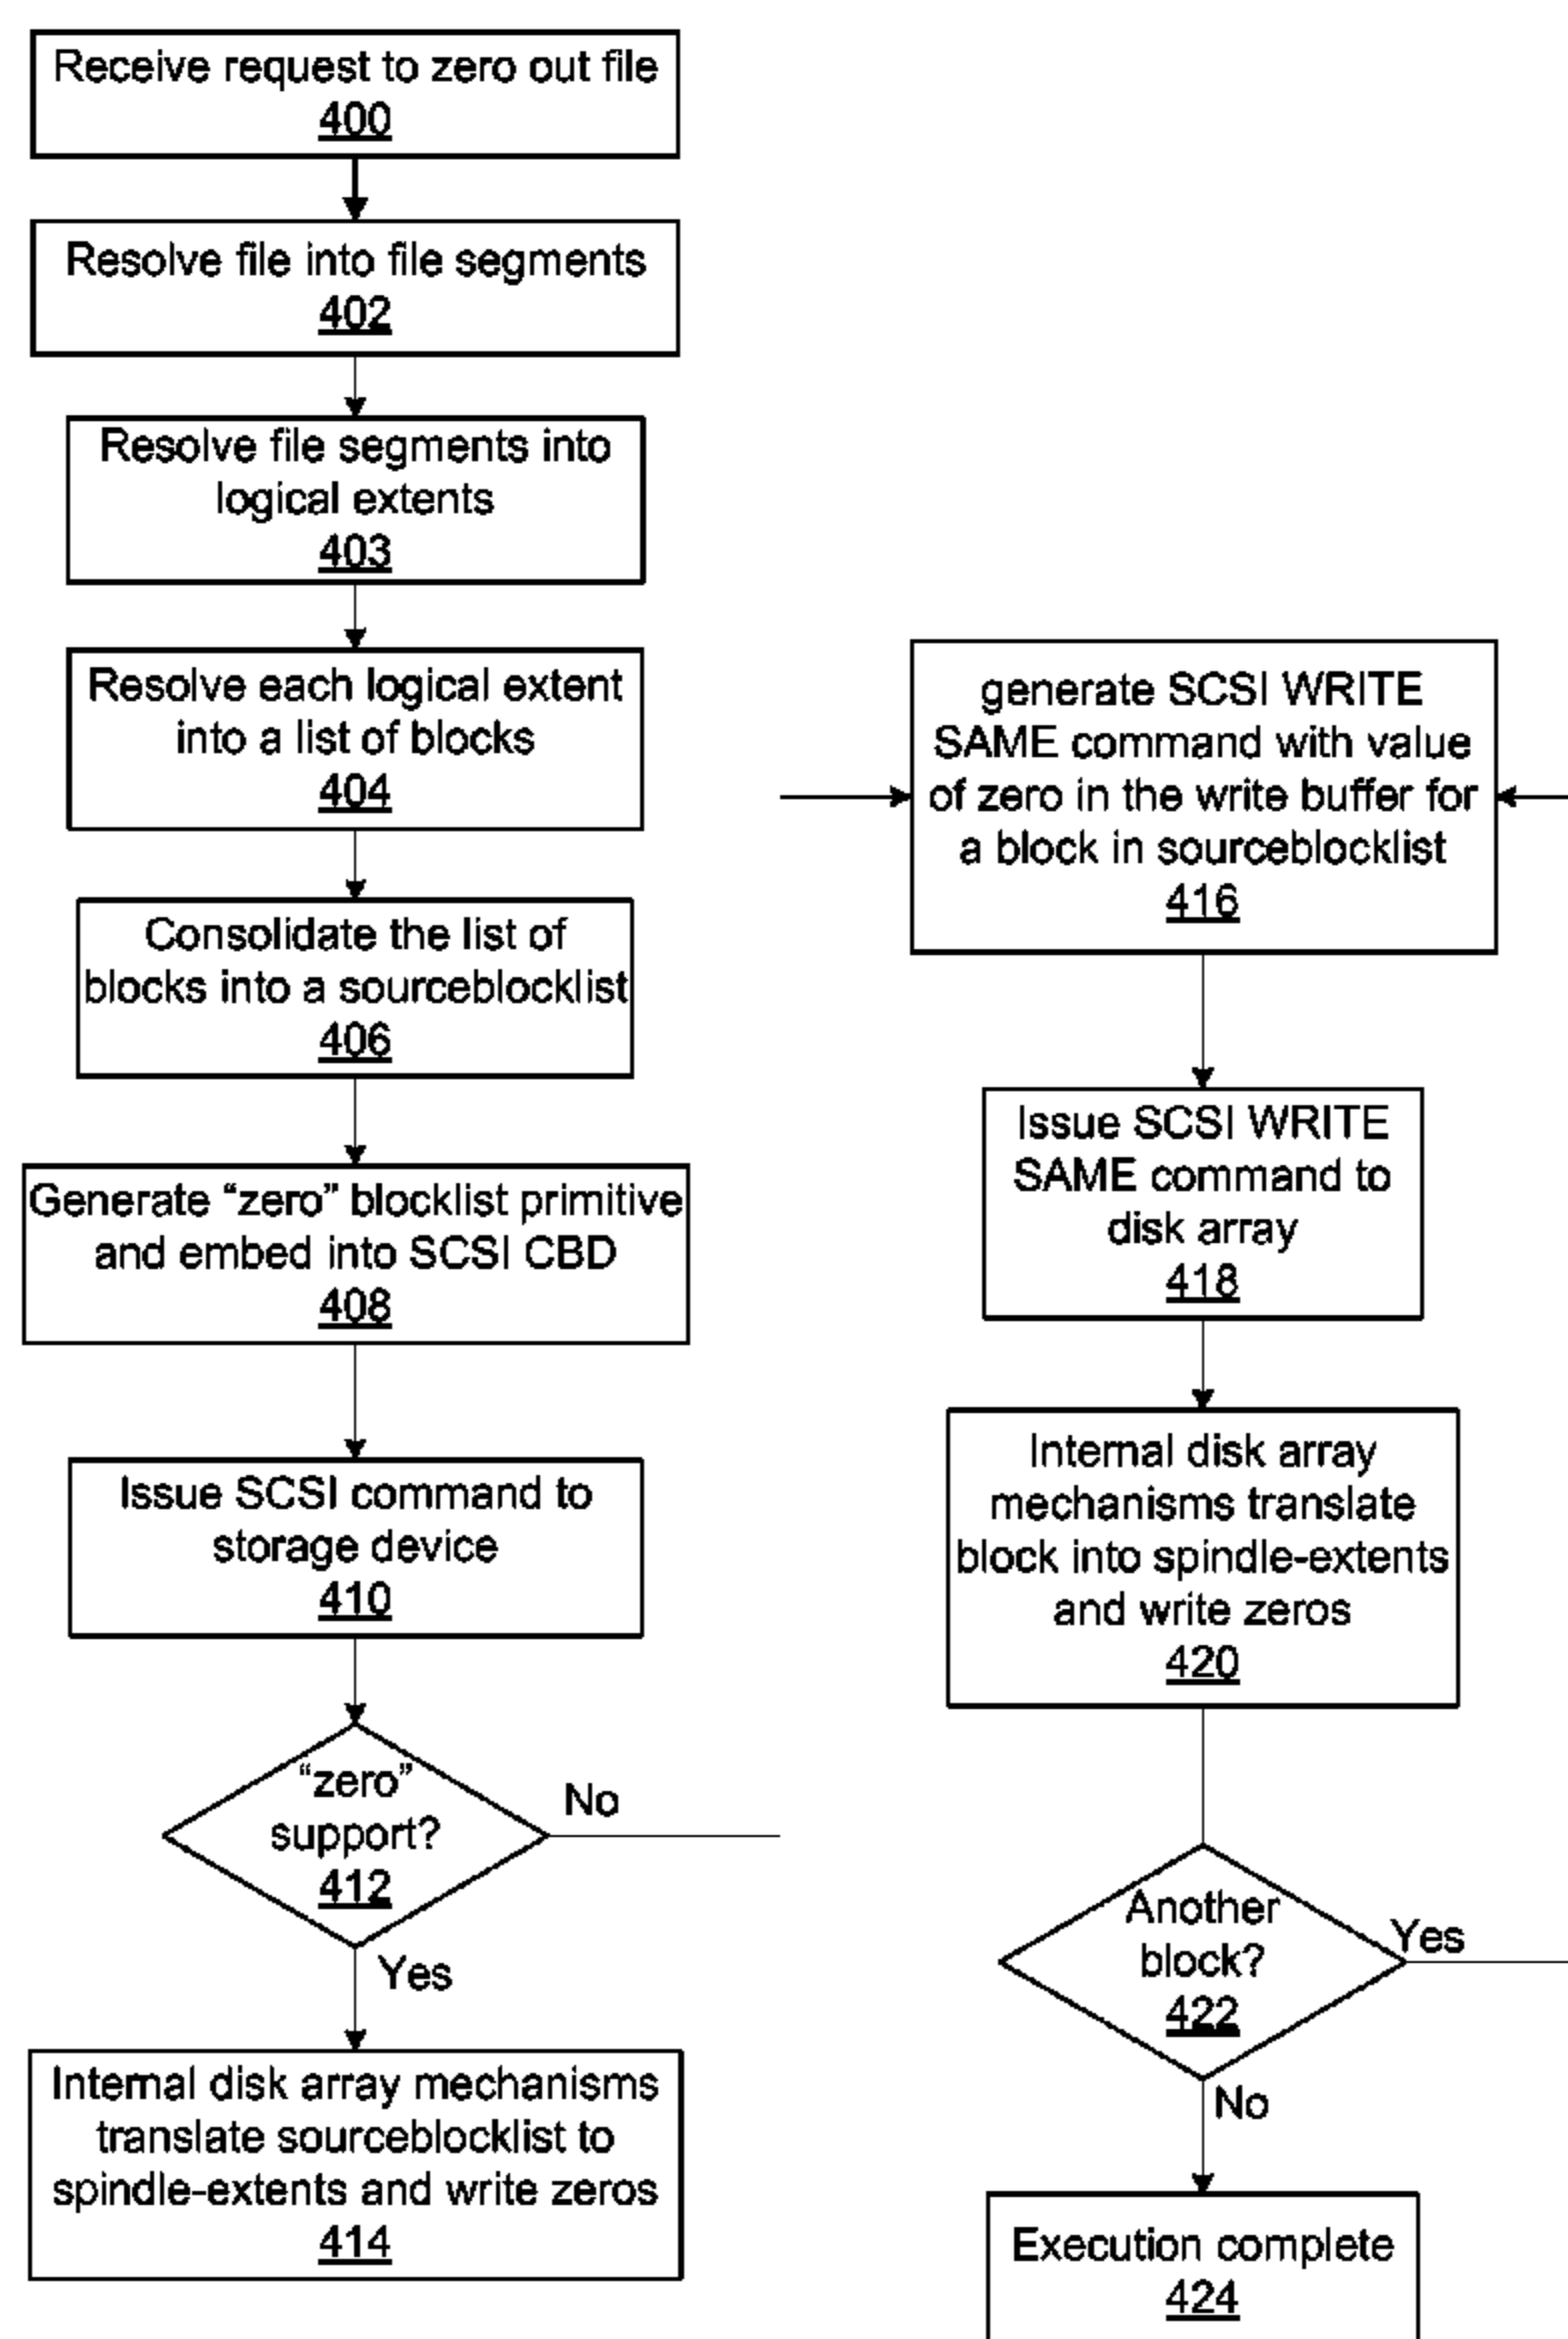 Receive request to zero out file
400
Resolve file into file segments
402
Resolve file segments into
logical extents
403
Resolve each logical extent
into a list of blocks
404
Consolidate the list of
blocks into a sourceblocklist
406
Generate “zero” blocklist primitive
and embed into SCSI CBD
408
Issue SCSI command to
storage device
410
“zero”
support?
412
No
Yes
Internal disk array mechanisms
translate sourceblocklist to
spindle-extents and write zeros
414
generate SCSI WRITE
SAME command with value
of zero in the write buffer for
a block in sourceblocklist
416
Issue SCSI WRITE
SAME command to
disk array
418
Internal disk array
mechanisms translate
block into spindle-extents
and write zeros
420
Another
block?
422
Yes
No
Execution complete
424